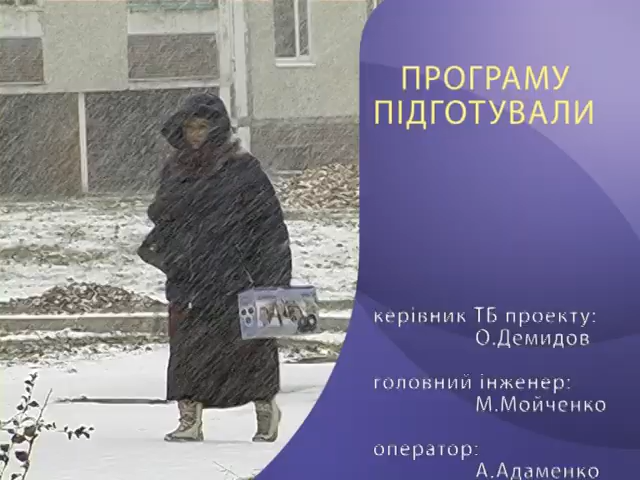 ПРОГРАМУ
ПІДГОТУВАЛИ
керівник ТБ проекту:
О.Демидов
головний інженер:
М.Мойченко
оператор:
А.Адаменко